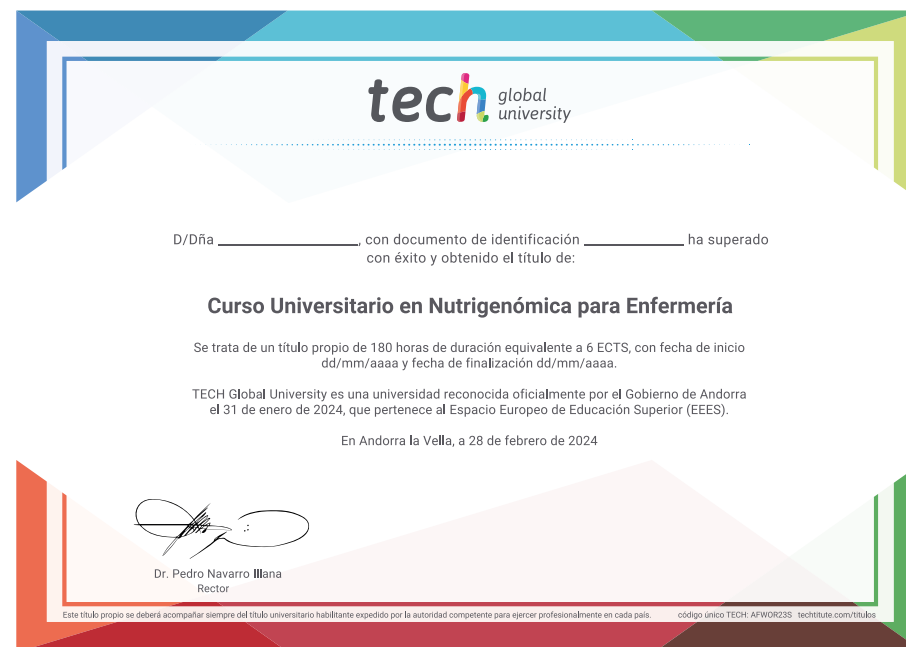 tech global university
D/Dña ______________, con documento de identificación __________ ha superado
con éxito y obtenido el título de:
Curso Universitario en Nutrigenómica para Enfermería
Se trata de un título propio de 180 horas de duración equivalente a 6 ECTS, con fecha de inicio
dd/mm/aaaa y fecha de finalización dd/mm/aaaa.
TECH Global University es una universidad reconocida oficialmente por el Gobierno de Andorra
el 31 de enero de 2024, que pertenece al Espacio Europeo de Educación Superior (EEES).
En Andorra la Vella, a 28 de febrero de 2024
Dr. Pedro Navarro Illana
Rector
Este título propio se deberá acompañar siempre del título universitario habilitante expedido por la autoridad competente para ejercer profesionalmente en cada país. código único TECH: AFWOR23S techtitute.com/titulos